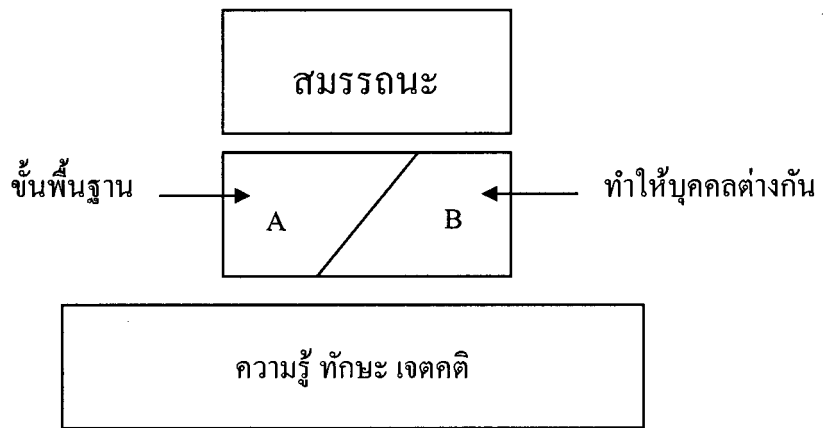 สมรรถนะ
ขั้นพื้นฐาน
ทำให้บุคคลต่างกัน
A
B
ความรู้ ทักษะ เจตคติ